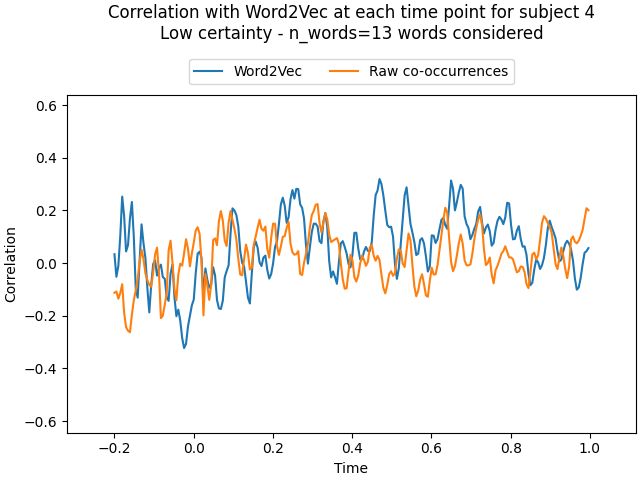 Correlation with Word2Vec at each time point for subject 4
Low certainty - n_words=13 words considered
Word2Vec
Raw co-occurrences
0.6
0.4
0.2
0.0
−0.2
−0.4
−0.6
Correlation
−0.2
0.0
0.2
0.4
0.6
0.8
1.0
Time